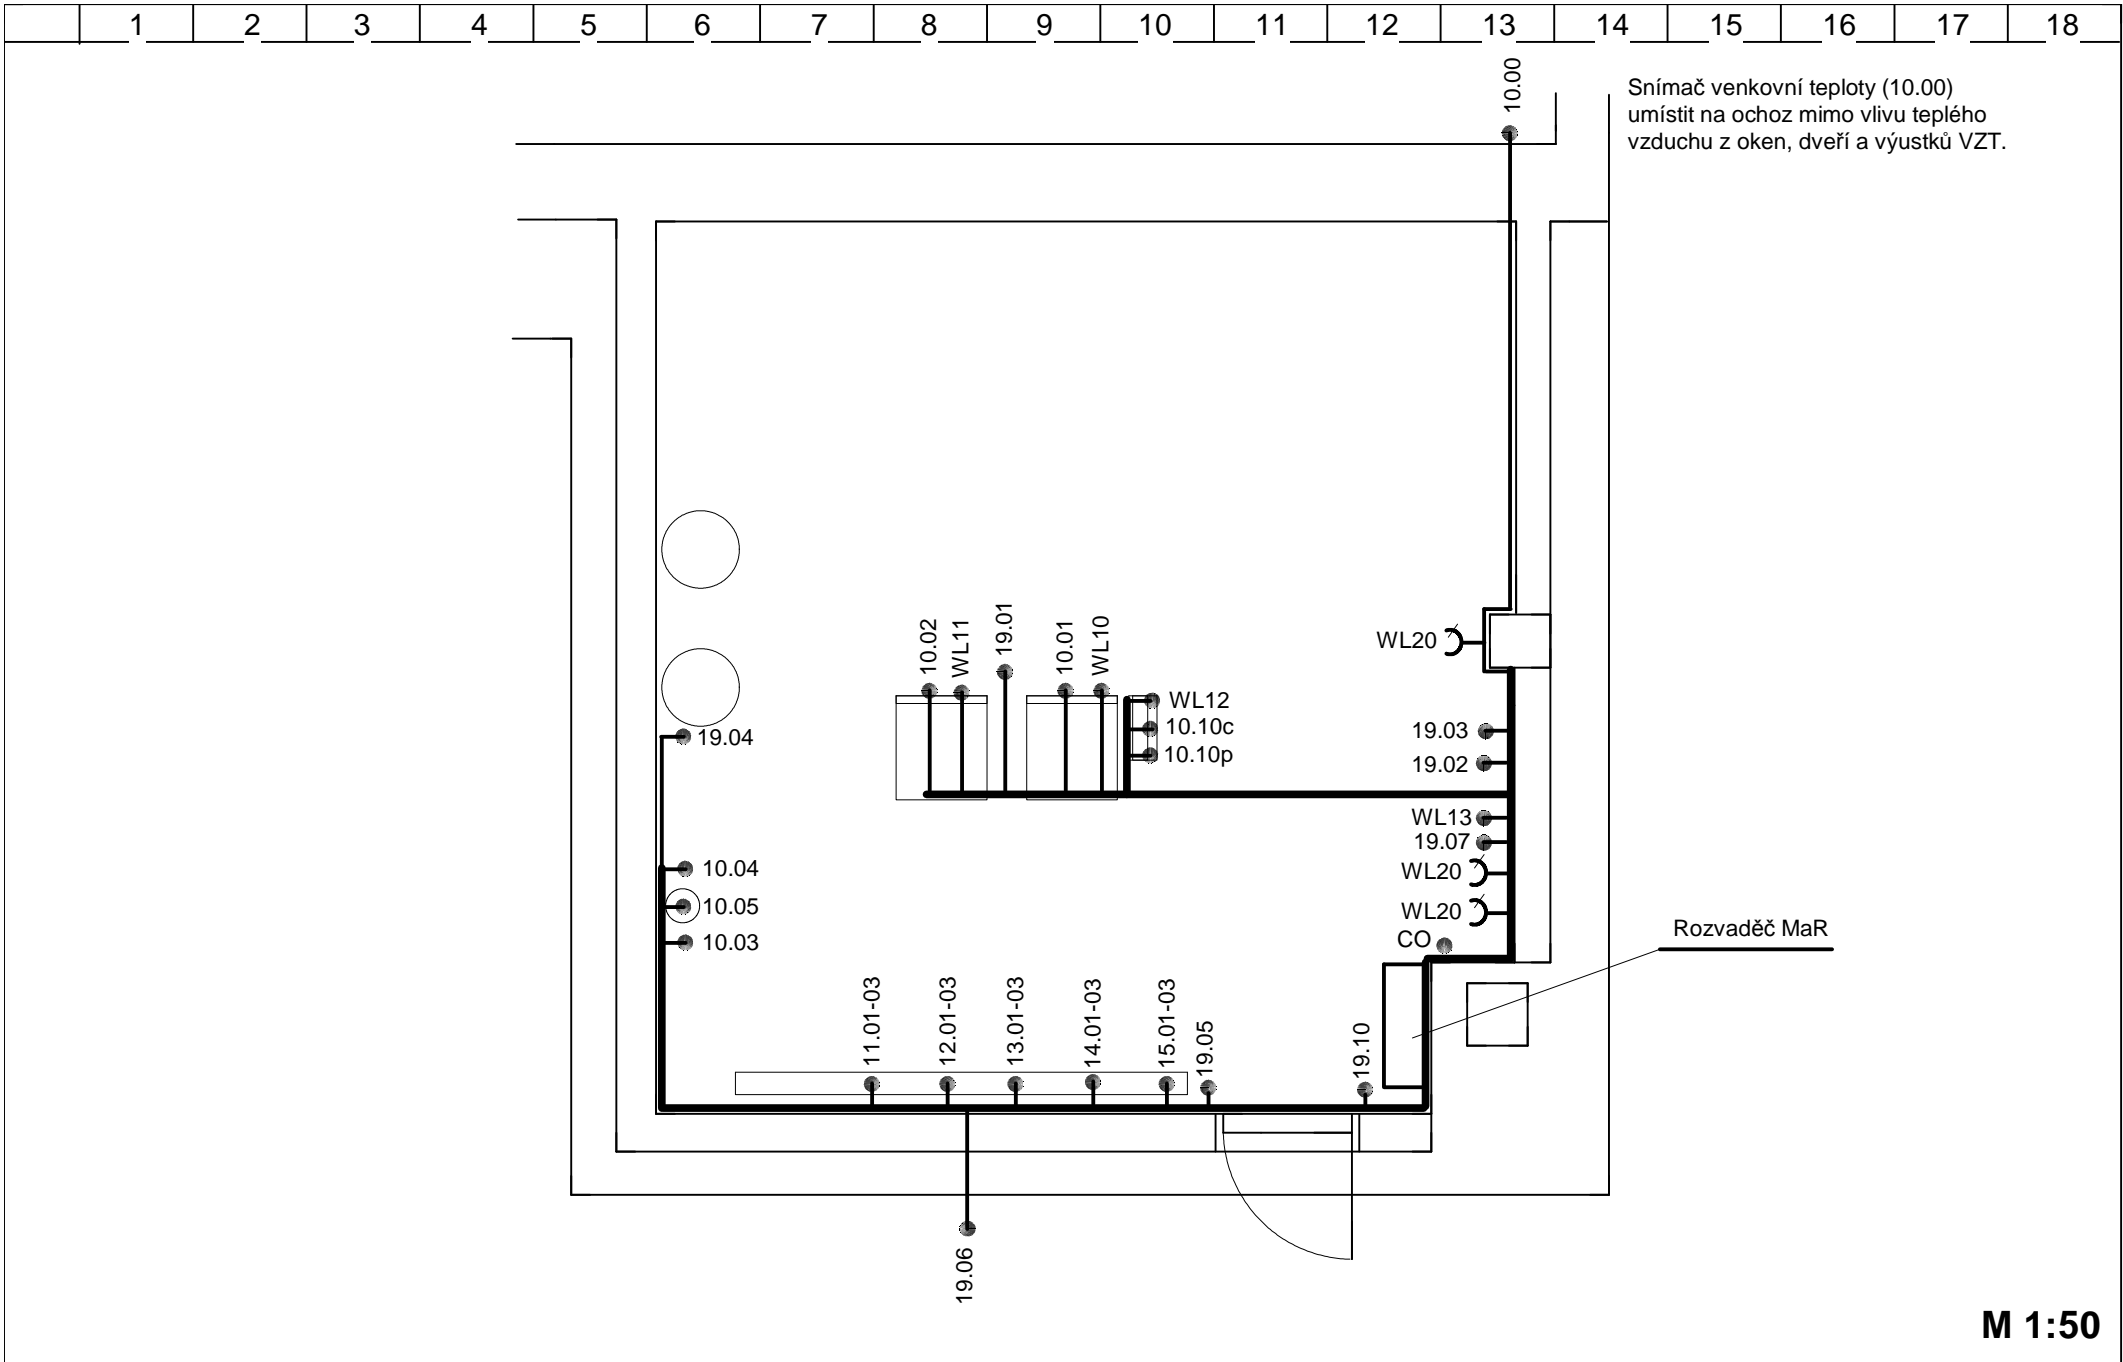 1 2 3 4 5 6 7 8 9 10 11 12 13 14 15 16 17 18
10.00
Snímač venkovní teploty (10.00)
umístit na ochoz mimo vlivu teplého
vzduchu z oken, dveří a výustků VZT.
10.02
WL11
19.01
10.01
WL10
WL20
WL12
10.10c
10.10p
19.04
19.03
19.02
WL13
19.07
WL20
WL20
CO
10.04
10.05
10.03
Rozvaděč MaR
11.01-03
12.01-03
13.01-03
14.01-03
15.01-03
19.05
19.10
19.06
M 1:50